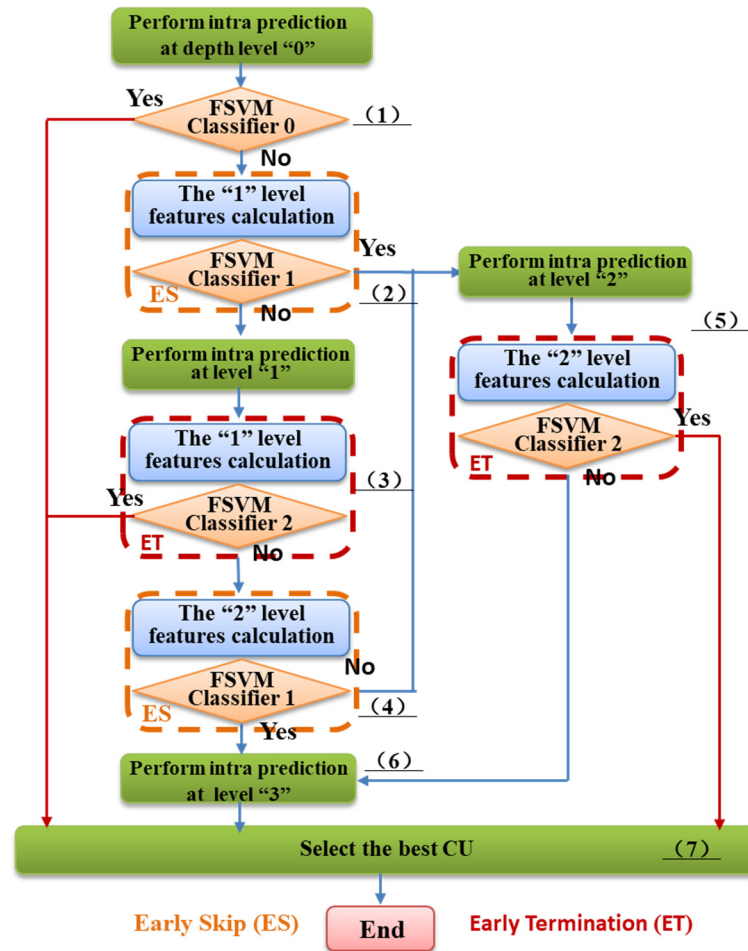 Perform intra prediction
at depth level “0”
Yes
FSVM
Classifier 0
（1）
No
The “1” level
features calculation
Yes
FSVM
Classifier 1
ES
（2）
No
Perform intra prediction
at level “2”
（5）
Perform intra prediction
at level “1”
The “2” level
features calculation
Yes
FSVM
Classifier 2
ET
No
The “1” level
features calculation
（3）
Yes
FSVM
Classifier 2
ET
No
The “2” level
features calculation
No
FSVM
Classifier 1
ES
（4）
Yes
Perform intra prediction
at level “3”
（6）
Select the best CU
（7）
Early Skip (ES)
End
Early Termination (ET)